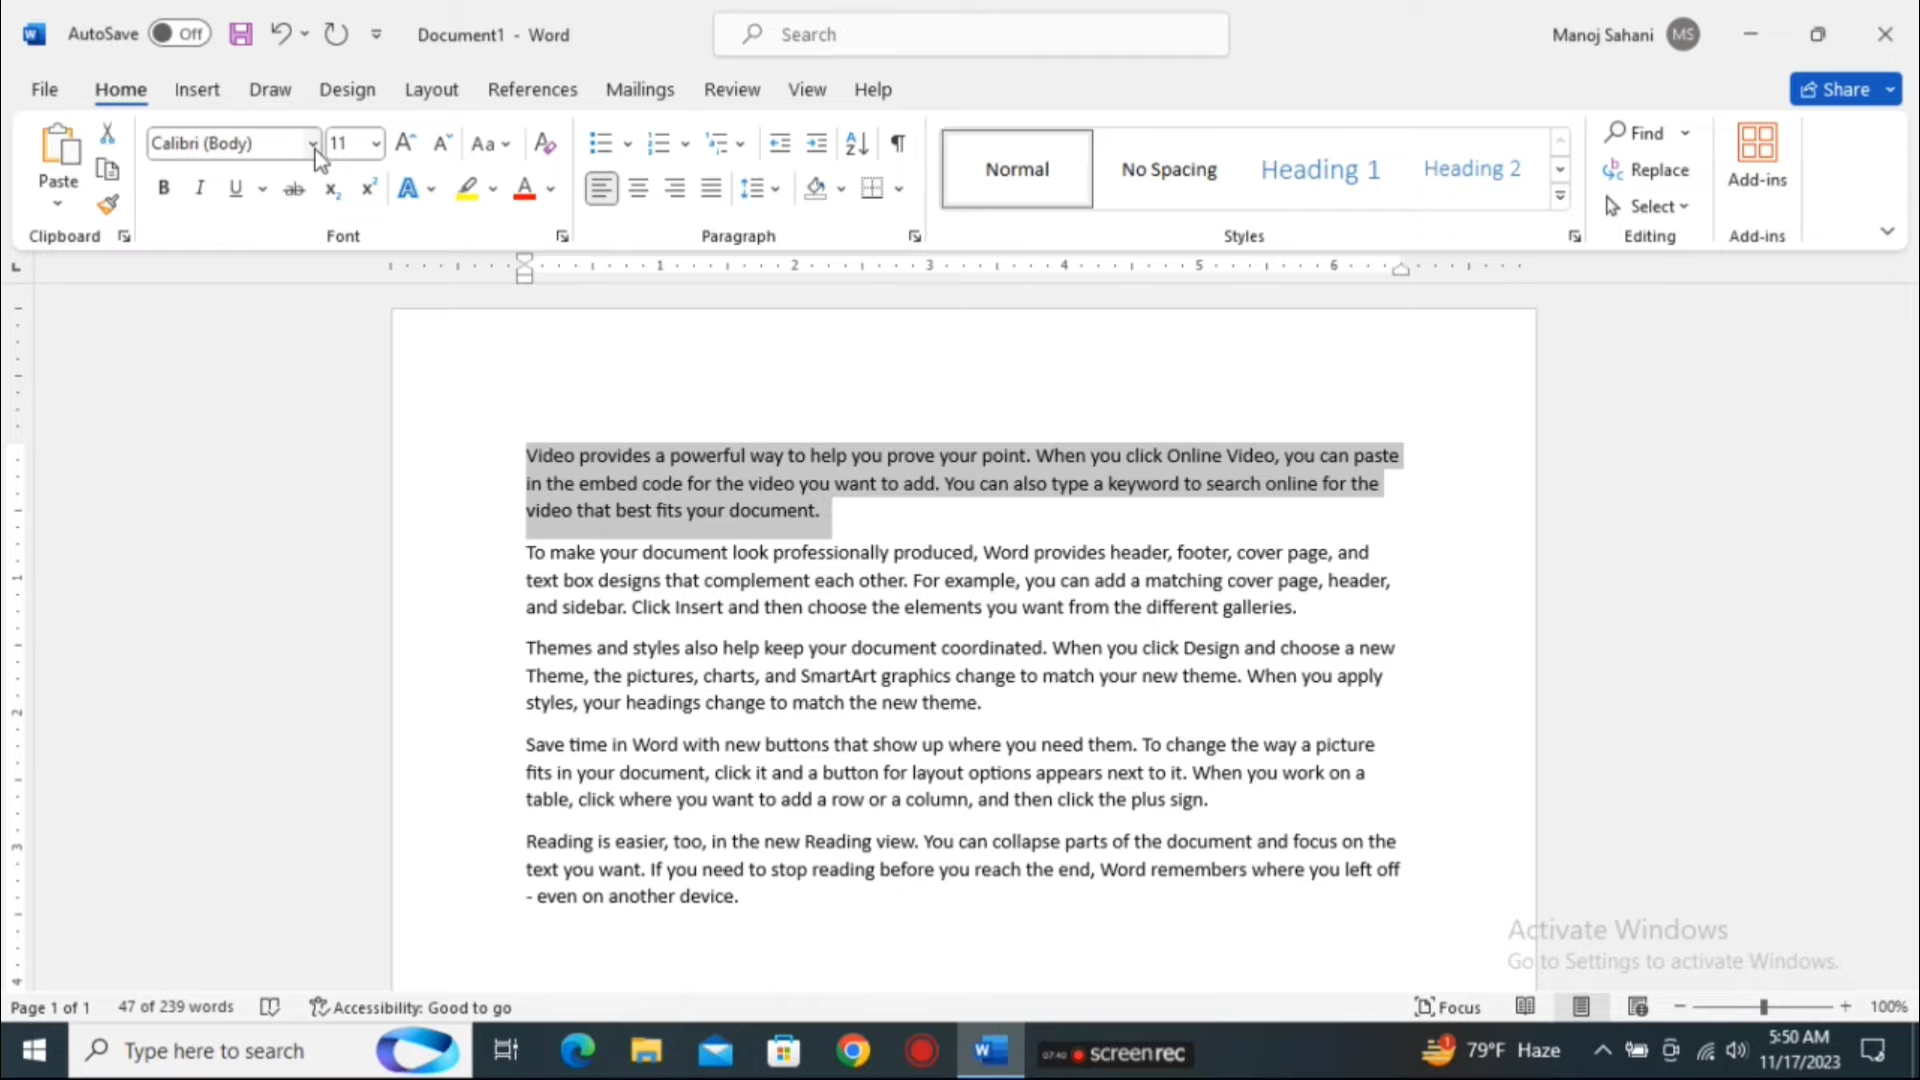 AutoSave Off Document1 - Word Search Manoj Sahani MS
File Home Insert Draw Design Layout References Mailings Review View Help Share
Calibri (Body) 11 Aa Normal No Spacing Heading 1 Heading 2 Find
Paste Replace Add-ins
B I U ab x₂ x² A A Select
Clipboard Font Paragraph Styles Editing Add-ins
1 2 3 4 5 6
Video provides a powerful way to help you prove your point. When you click Online Video, you can paste
in the embed code for the video you want to add. You can also type a keyword to search online for the
video that best fits your document.
To make your document look professionally produced, Word provides header, footer, cover page, and
text box designs that complement each other. For example, you can add a matching cover page, header,
and sidebar. Click Insert and then choose the elements you want from the different galleries.
Themes and styles also help keep your document coordinated. When you click Design and choose a new
Theme, the pictures, charts, and SmartArt graphics change to match your new theme. When you apply
styles, your headings change to match the new theme.
Save time in Word with new buttons that show up where you need them. To change the way a picture
fits in your document, click it and a button for layout options appears next to it. When you work on a
table, click where you want to add a row or a column, and then click the plus sign.
Reading is easier, too, in the new Reading view. You can collapse parts of the document and focus on the
text you want. If you need to stop reading before you reach the end, Word remembers where you left off
- even on another device.
Activate Windows
Go to Settings to activate Windows.
Page 1 of 1 47 of 239 words Accessibility: Good to go Focus 100%
Type here to search 07:40 screenrec 79°F Haze 5:50 AM
11/17/2023